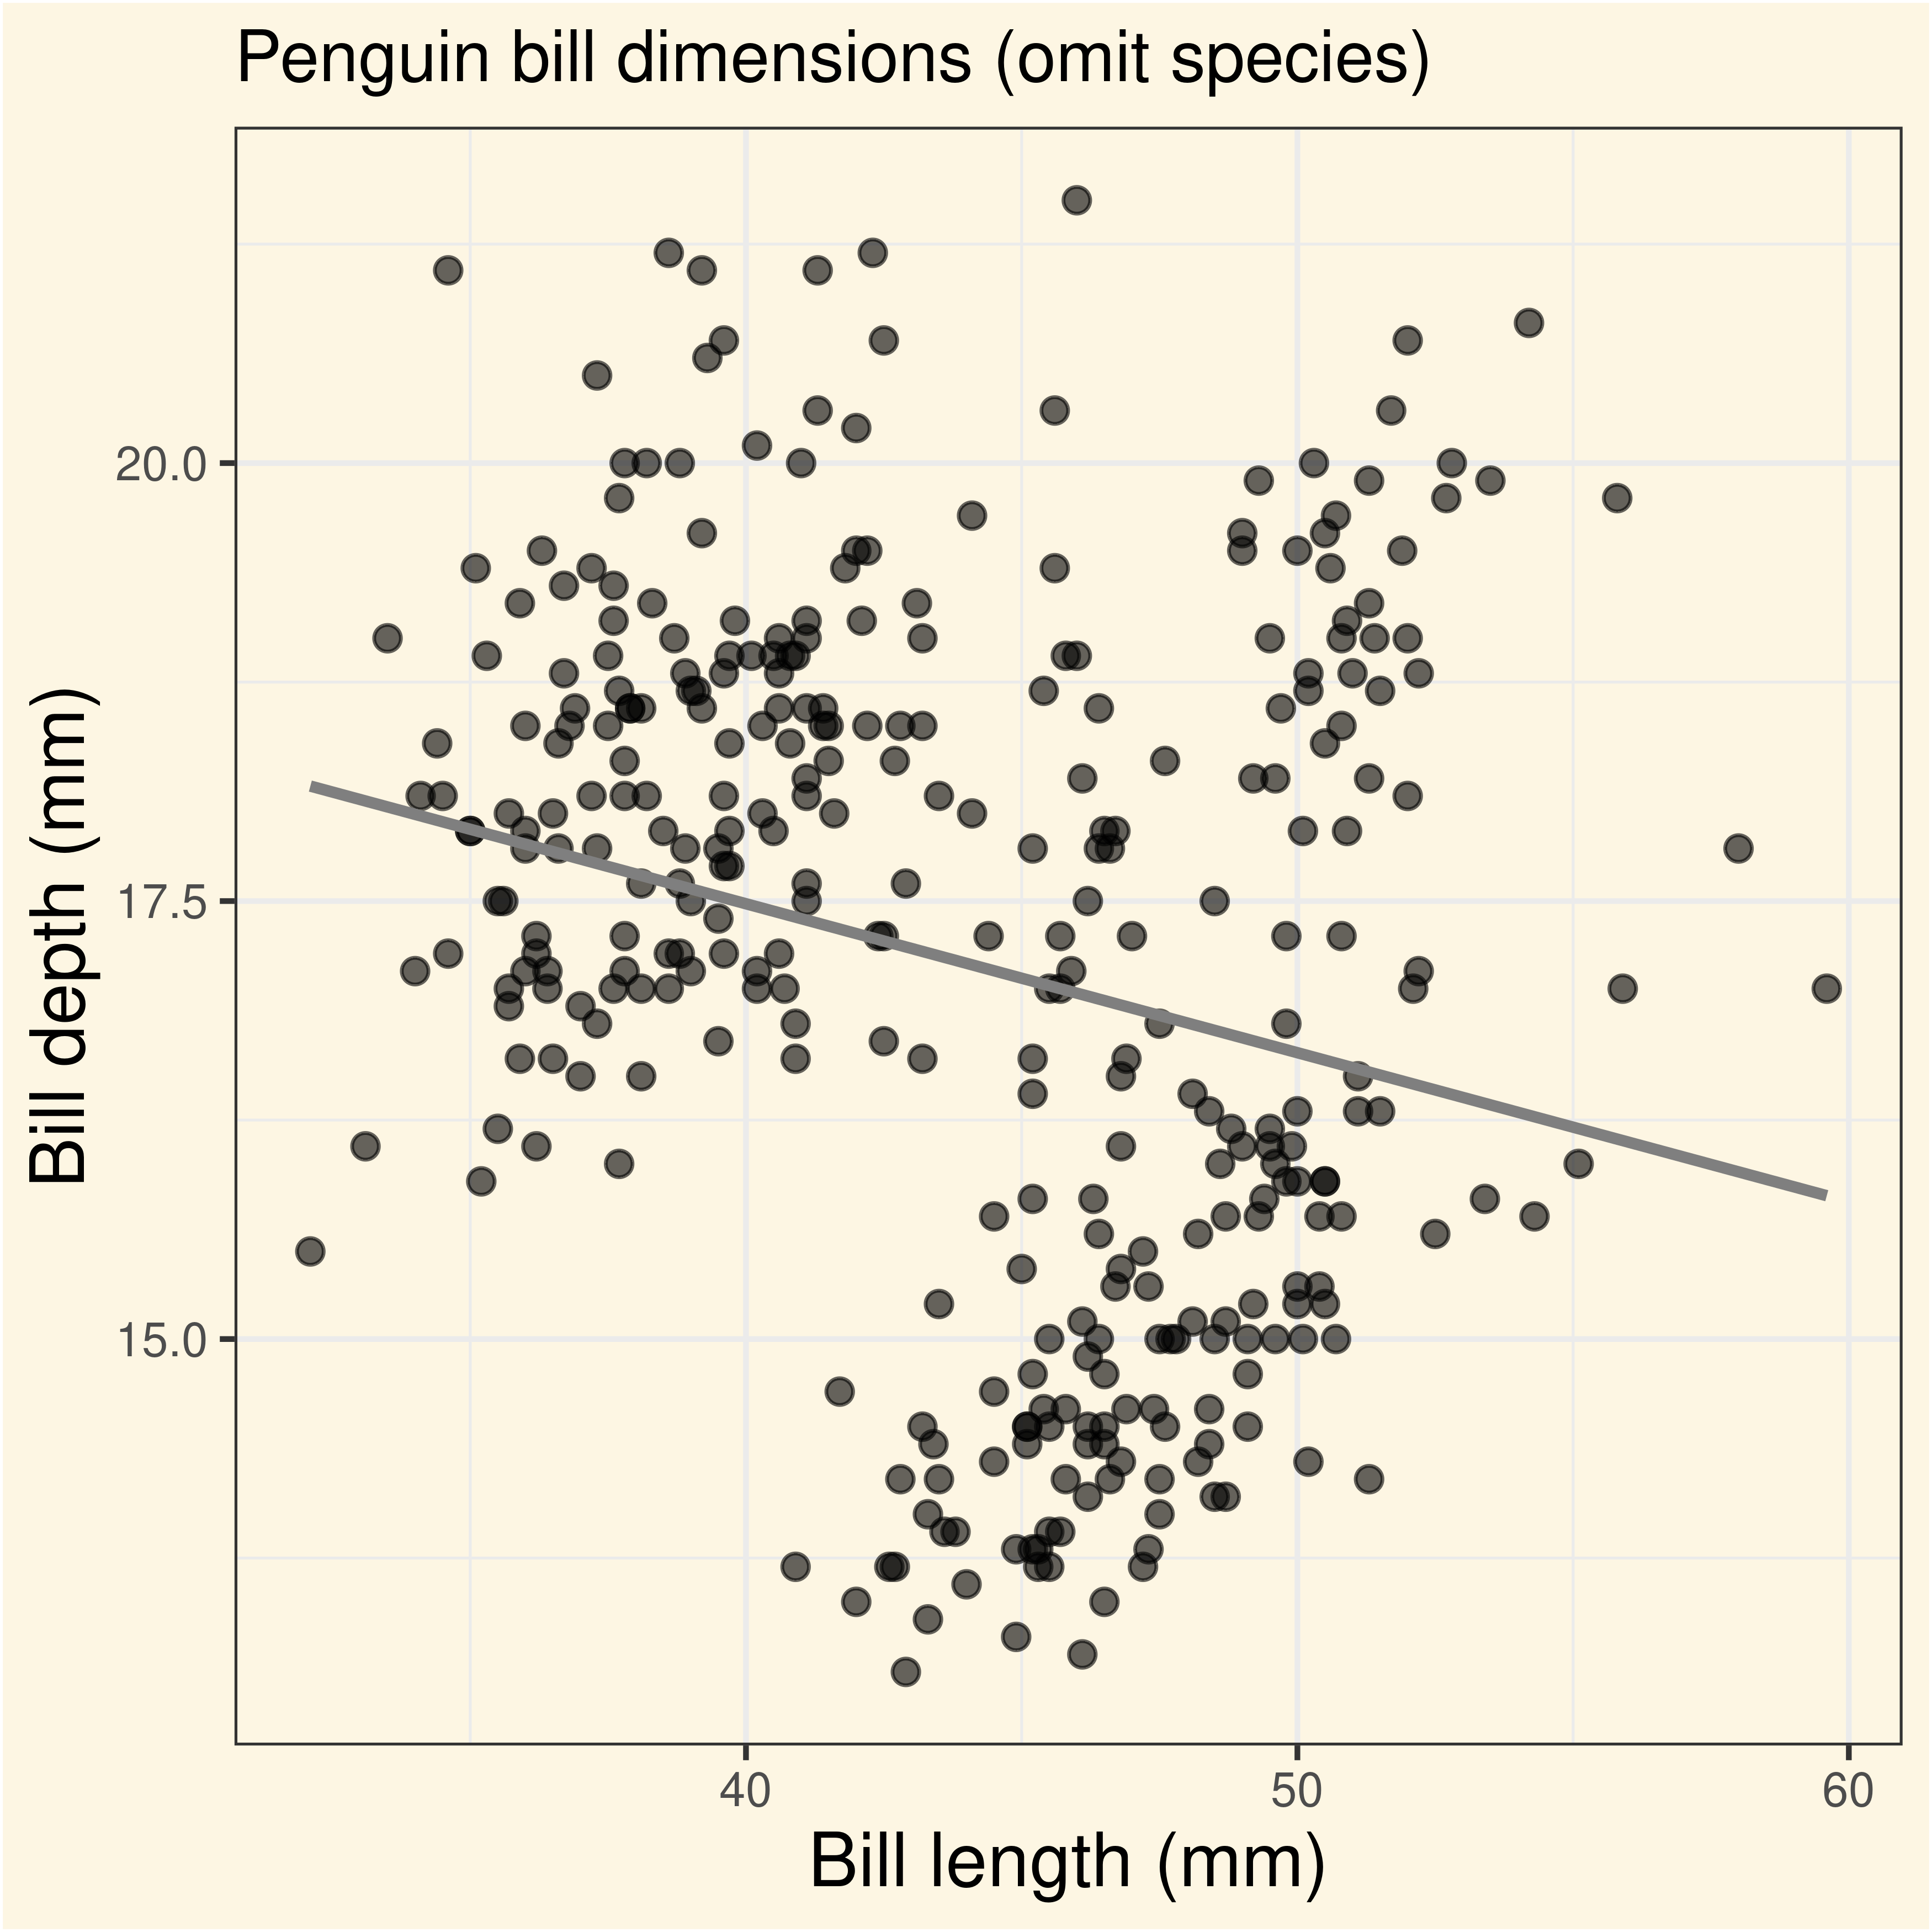 Penguin bill dimensions (omit species)
Bill depth (mm)
20.0
17.5
15.0
40
50
60
Bill length (mm)